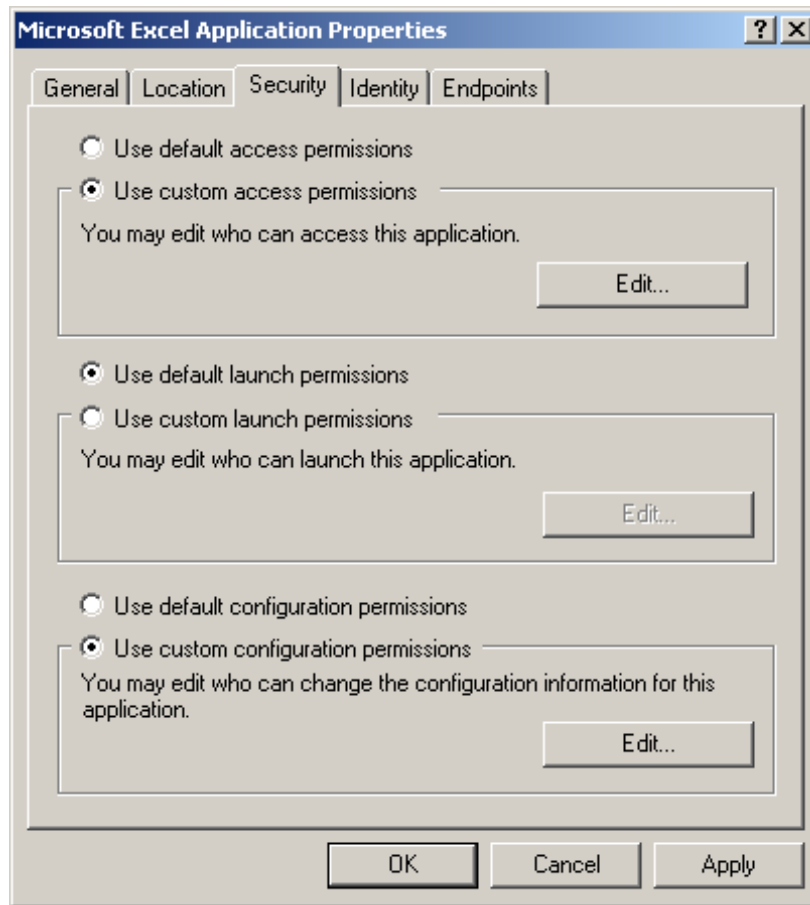 Microsoft Excel Application Properties
General Location Security Identity Endpoints
Use default access permissions
Use custom access permissions
You may edit who can access this application.
Edit...
Use default launch permissions
Use custom launch permissions
You may edit who can launch this application.
Edit...
Use default configuration permissions
Use custom configuration permissions
You may edit who can change the configuration information for this
application.
Edit...
OK Cancel Apply